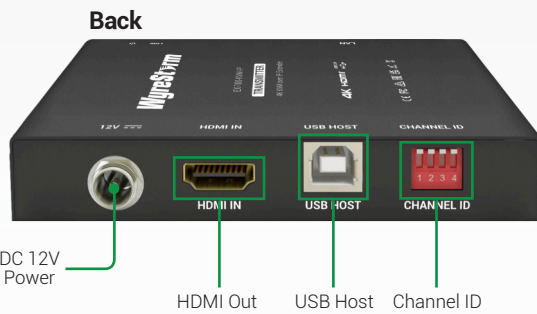 Back
WyreStorm
TRANSMITTER
4K HDMI
12V
HDMI IN
USB HOST
CHANNEL ID
1 2 3 4
HDMI IN
USB HOST
CHANNEL ID
DC 12V
Power
HDMI Out
USB Host
Channel ID